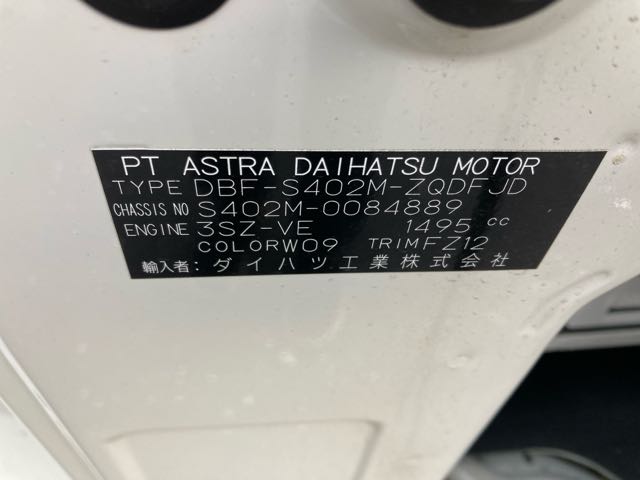 PT ASTRA DAIHATSU MOTOR
TYPE DBF-S402M-ZQDFJD
CHASSIS NO S402M-0084889
ENGINE 3SZ-VE 1495 cc
COLOR W09 TRIM FZ12
輸入者: ダイハツ工業株式会社